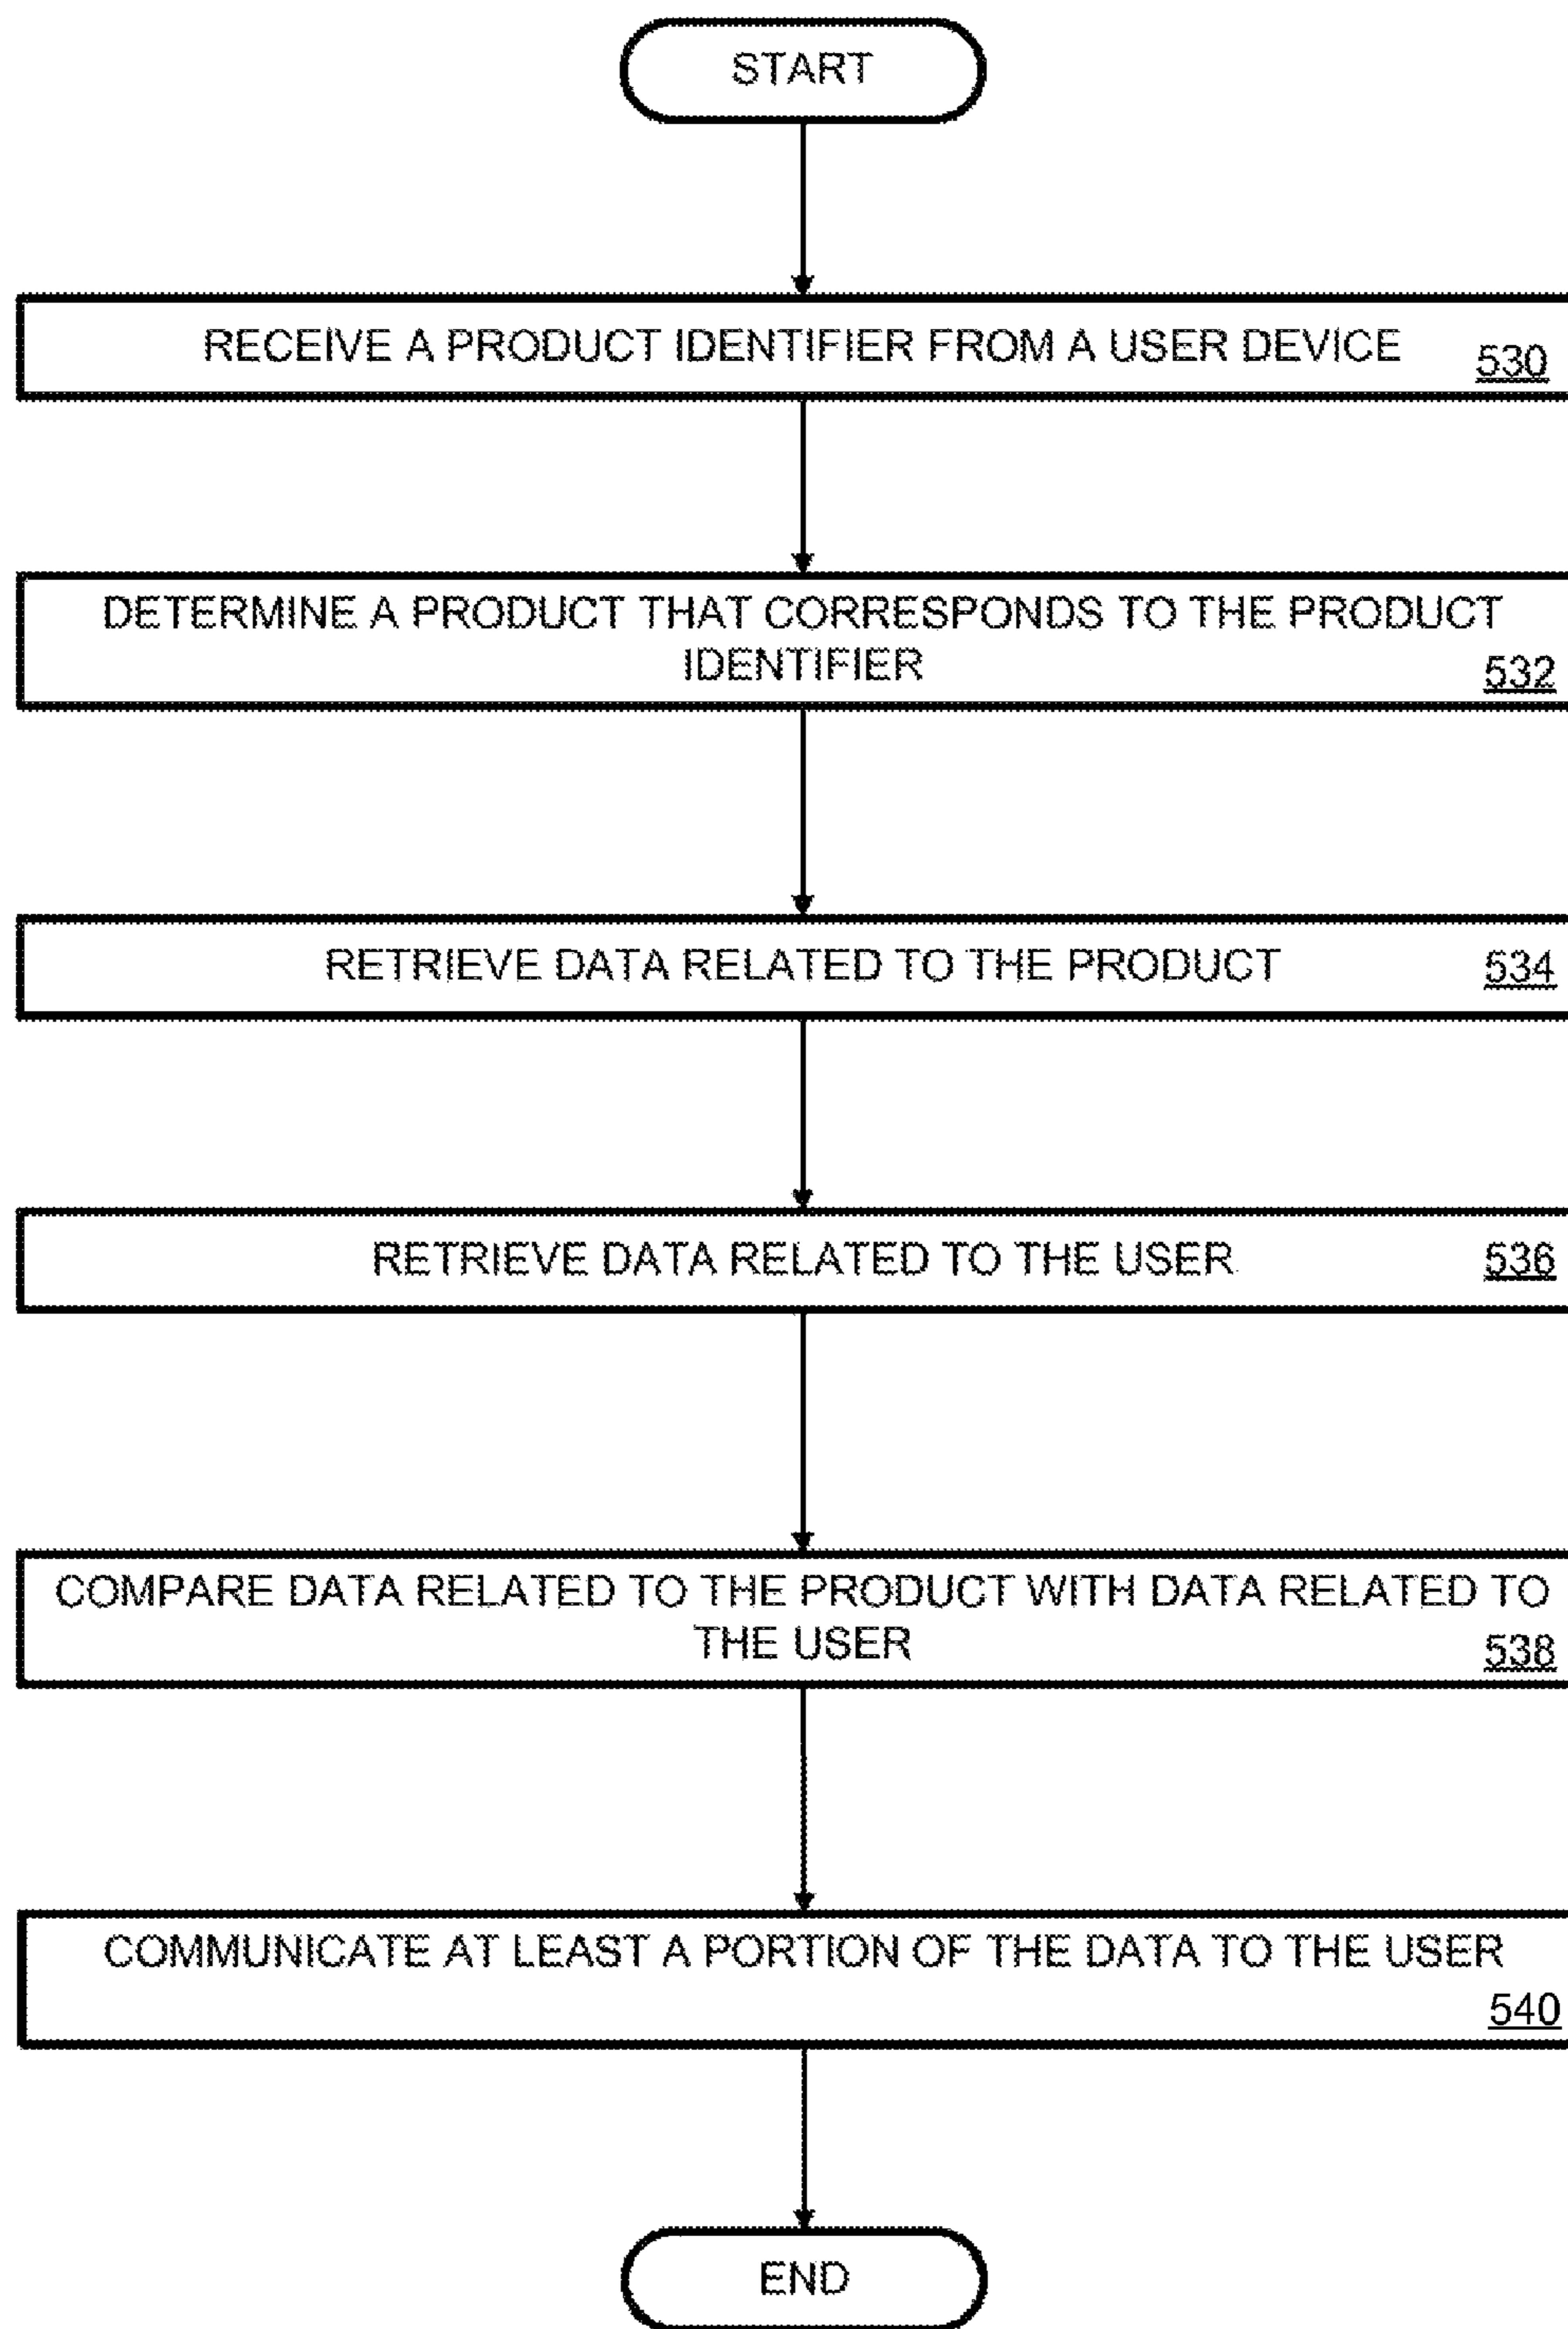 START
RECEIVE A PRODUCT IDENTIFIER FROM A USER DEVICE
530
DETERMINE A PRODUCT THAT CORRESPONDS TO THE PRODUCT
IDENTIFIER
532
RETRIEVE DATA RELATED TO THE PRODUCT
534
RETRIEVE DATA RELATED TO THE USER
536
COMPARE DATA RELATED TO THE PRODUCT WITH DATA RELATED TO
THE USER
538
COMMUNICATE AT LEAST A PORTION OF THE DATA TO THE USER
540
END